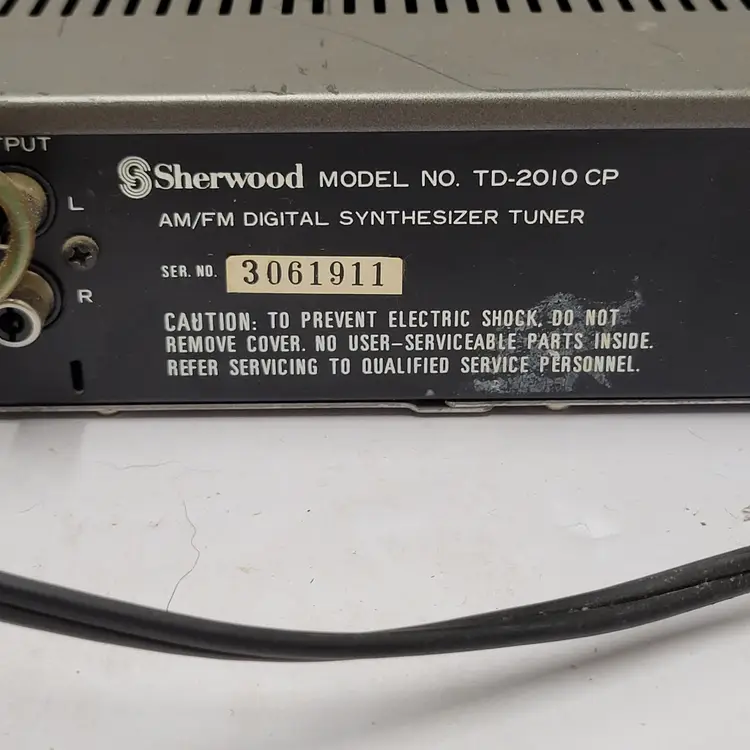 TPUT
L
R
Sherwood MODEL NO. TD-2010 CP
AM/FM DIGITAL SYNTHESIZER TUNER
SER. NO. 3061911
CAUTION: TO PREVENT ELECTRIC SHOCK, DO NOT
REMOVE COVER. NO USER-SERVICEABLE PARTS INSIDE.
REFER SERVICING TO QUALIFIED SERVICE PERSONNEL.